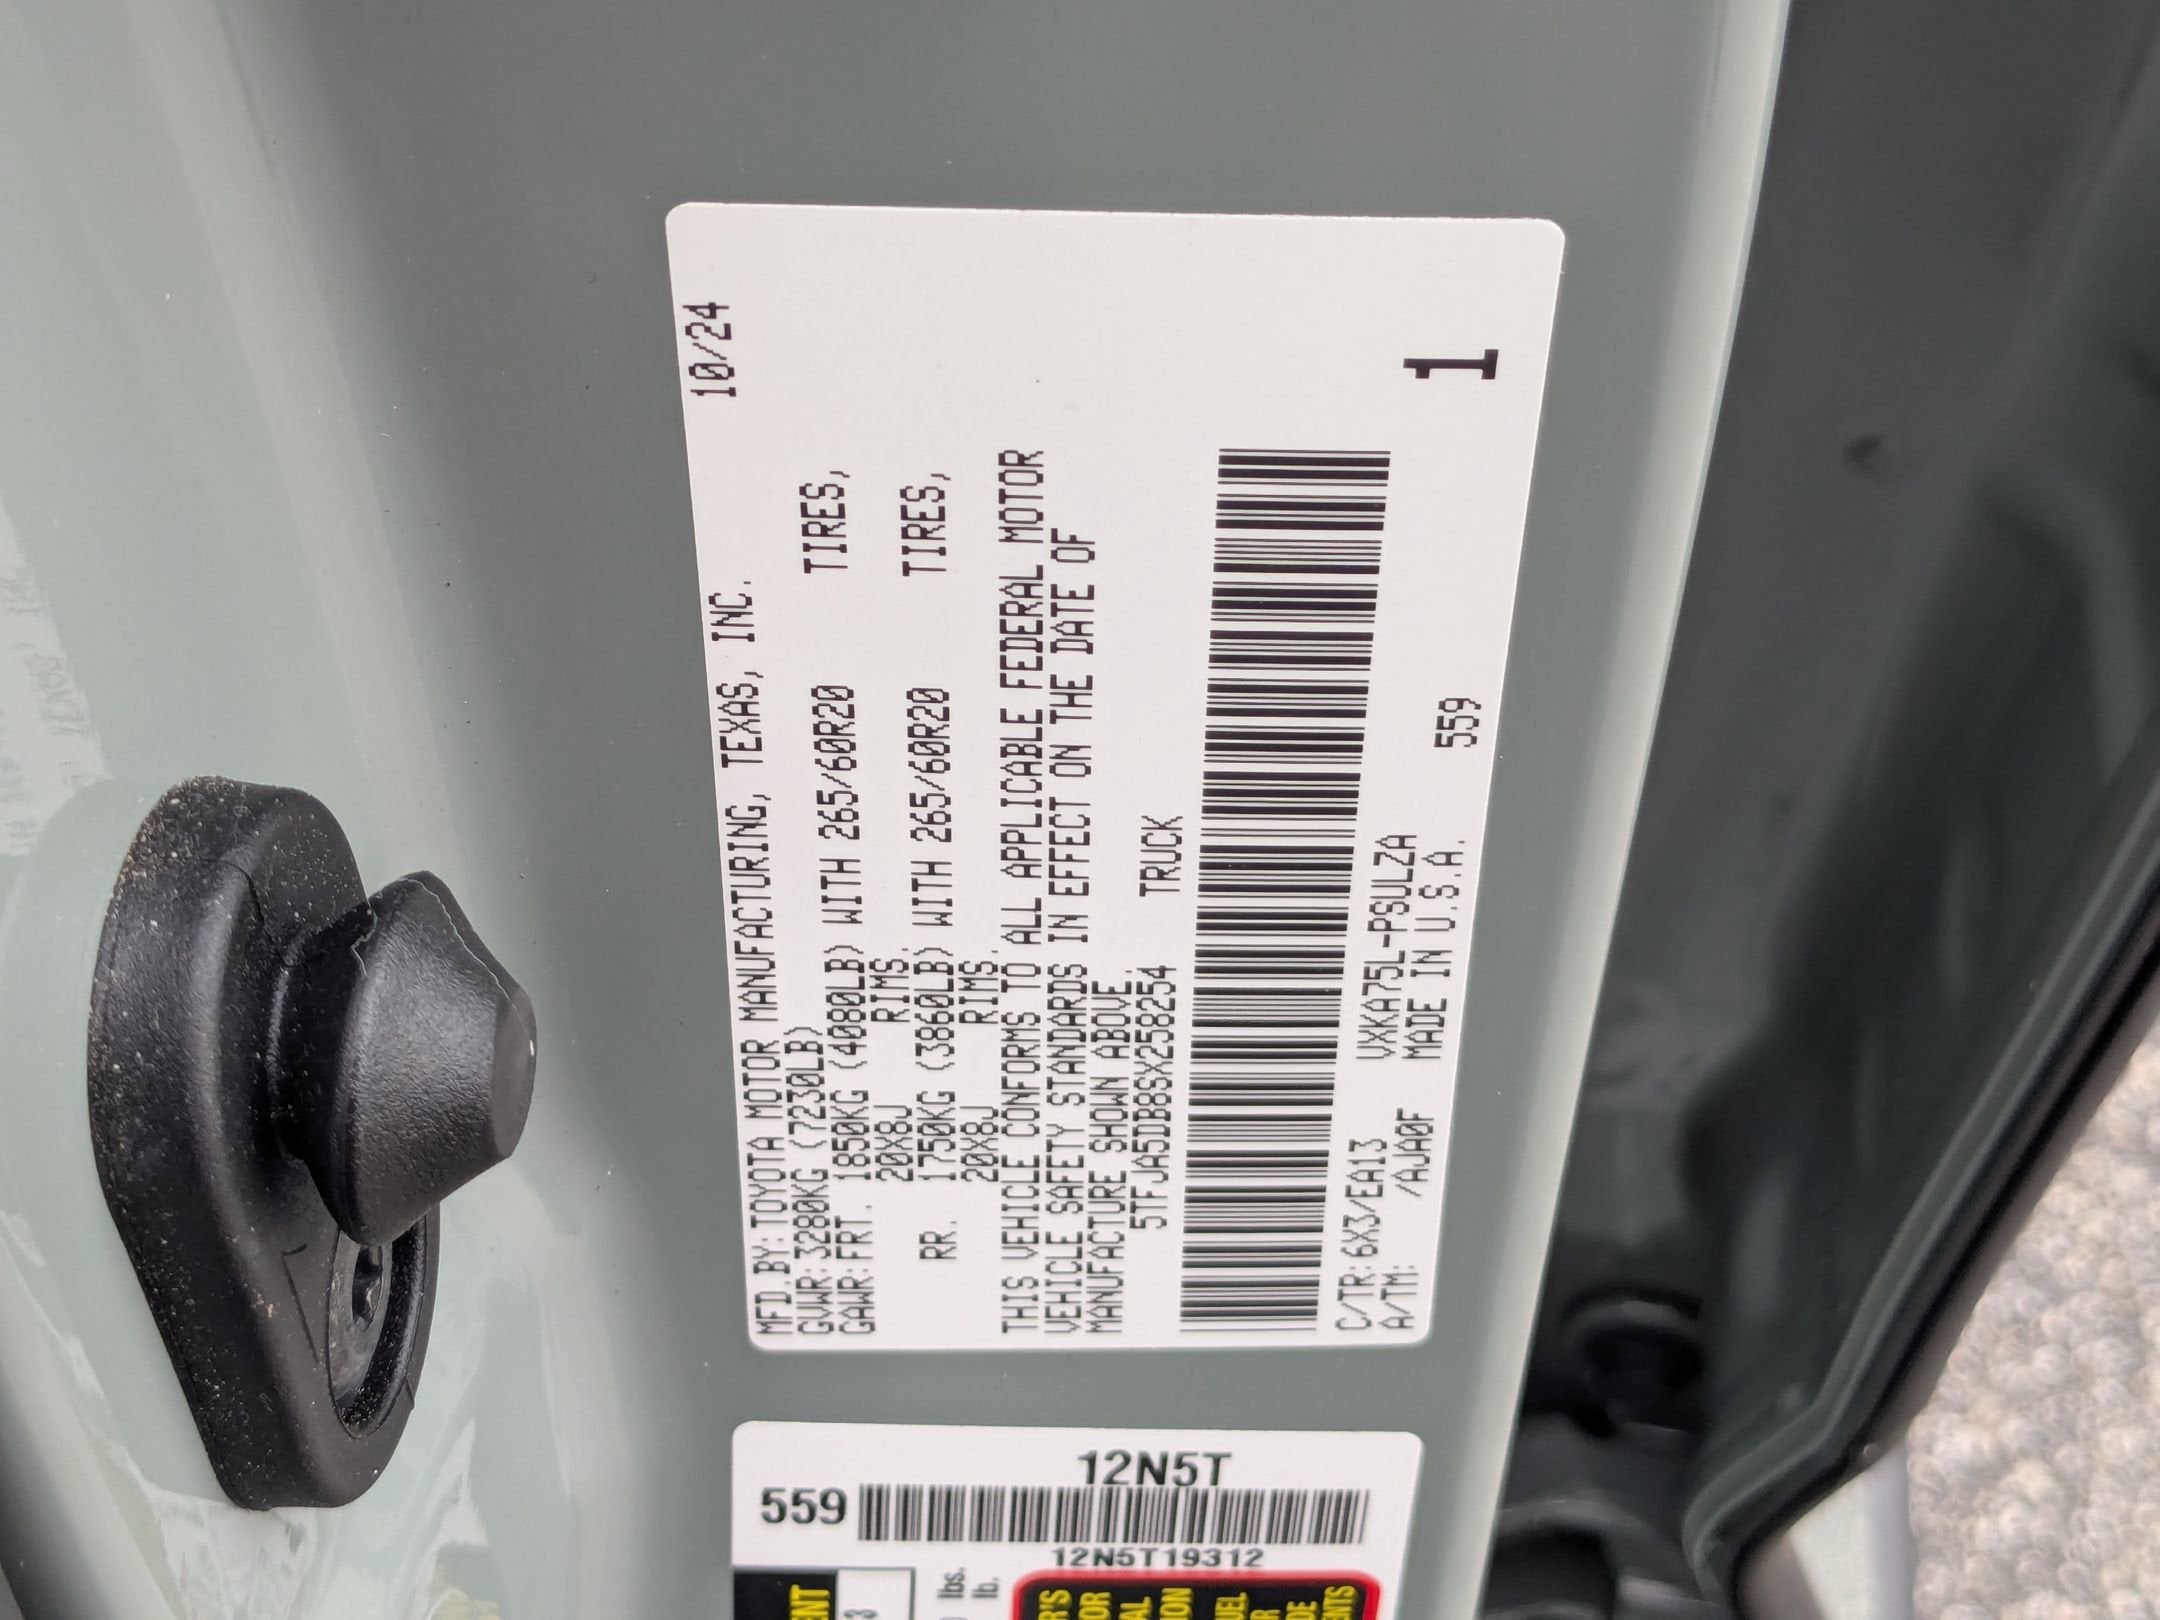 MFD.BY:TOYOTA MOTOR MANUFACTURING, TEXAS, INC. 10/24
GVWR:3280KG (7230LB)
GAWR:FRT. 1850KG (4080LB) WITH 265/60R20 TIRES,
20X8J RIMS,
RR. 1750KG (3860LB) WITH 265/60R20 TIRES,
20X8J RIMS,
THIS VEHICLE CONFORMS TO ALL APPLICABLE FEDERAL MOTOR
VEHICLE SAFETY STANDARDS IN EFFECT ON THE DATE OF
MANUFACTURE SHOWN ABOVE.
5TFJA5DB8SX258254 TRUCK
C/TR:6X3/EA13 VXKA75L-PSULZA
A/TM: /AJA0F MADE IN U.S.A. 559 1
12N5T
559
12N5T19312
lbs.
lb.
3